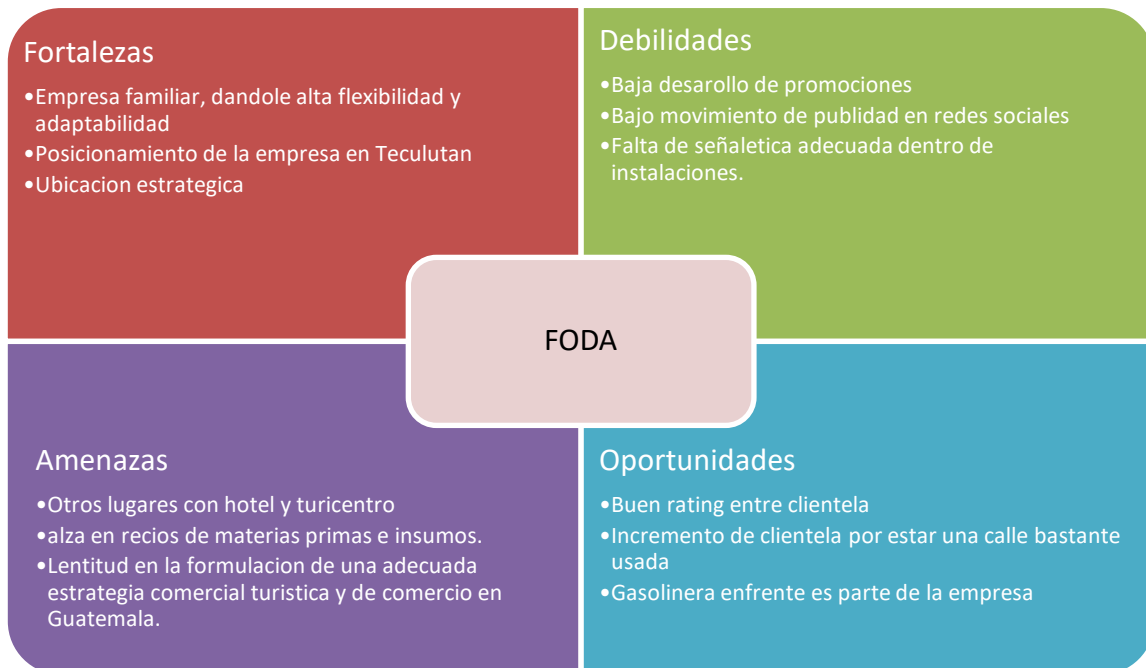 Fortalezas
•Empresa familiar, dandole alta flexibilidad y
adaptabilidad
•Posicionamiento de la empresa en Teculutan
•Ubicacion estrategica
Debilidades
•Baja desarollo de promociones
•Bajo movimiento de publidad en redes sociales
•Falta de señaletica adecuada dentro de
instalaciones.
FODA
Amenazas
•Otros lugares con hotel y turicentro
•alza en recios de materias primas e insumos.
•Lentitud en la formulacion de una adecuada
estrategia comercial turistica y de comercio en
Guatemala.
Oportunidades
•Buen rating entre clientela
•Incremento de clientela por estar una calle bastante
usada
•Gasolinera enfrente es parte de la empresa